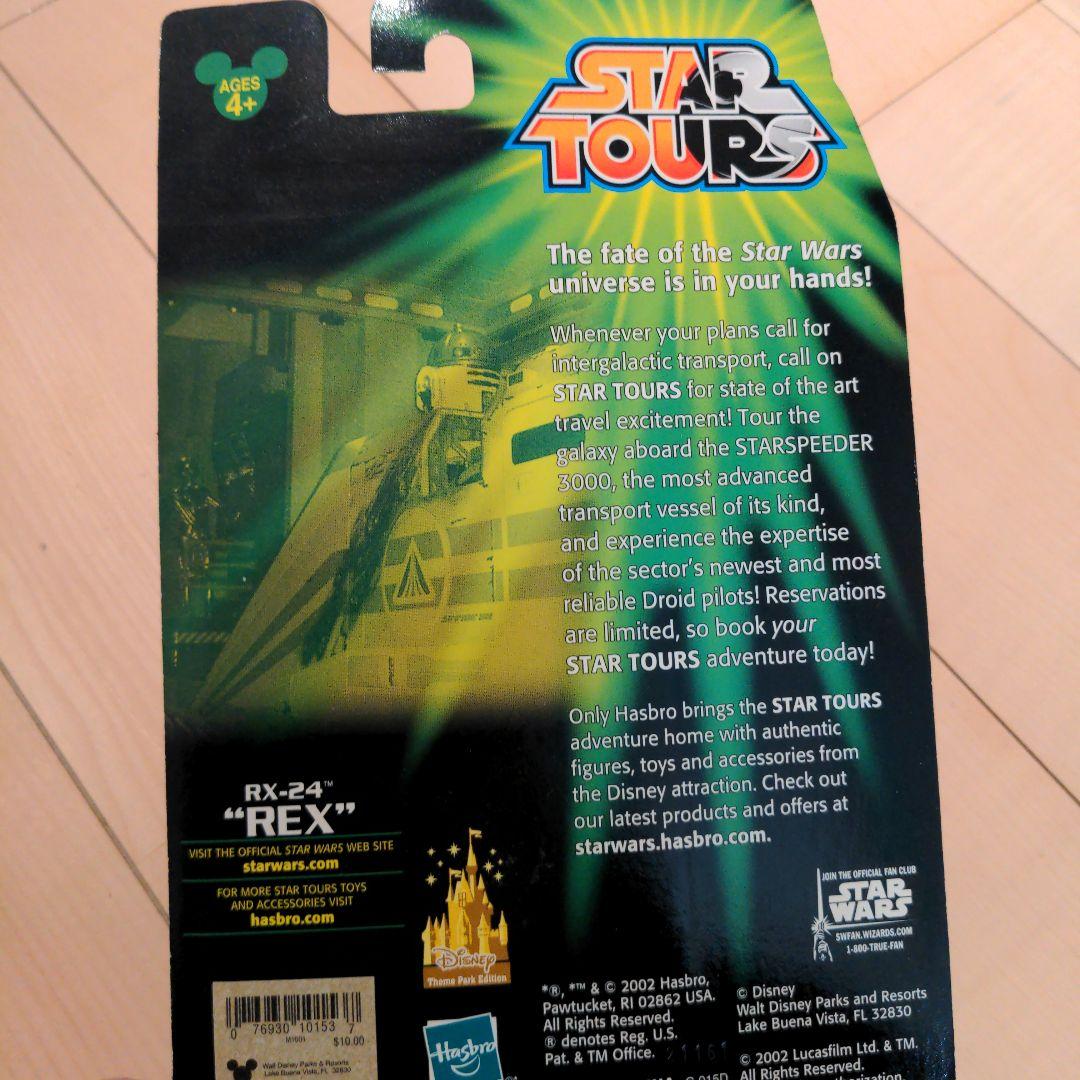 AGES
4+
STAR
TOURS
The fate of the Star Wars
universe is in your hands!
Whenever your plans call for
intergalactic transport, call on
STAR TOURS for state of the art
travel excitement! Tour the
galaxy aboard the STARSPEEDER
3000, the most advanced
transport vessel of its kind,
and experience the expertise
of the sector's newest and most
reliable Droid pilots! Reservations
are limited, so book your
STAR TOURS adventure today!
Only Hasbro brings the STAR TOURS
adventure home with authentic
figures, toys and accessories from
the Disney attraction. Check out
our latest products and offers at
starwars.hasbro.com.
RX-24™
“REX”
VISIT THE OFFICIAL STAR WARS WEB SITE
starwars.com
FOR MORE STAR TOURS TOYS
AND ACCESSORIES VISIT
hasbro.com
Disney
Theme Park Edition
JOIN THE OFFICIAL FAN CLUB
STAR
WARS
SWFAN.WIZARDS.COM
1-800-TRUE-FAN
0 76930 10153 7
$10.00
Walt Disney Parks & Resorts
Lake Buena Vista, FL 32830
Hasbro
*®, *™ & © 2002 Hasbro,
Pawtucket, RI 02862 USA.
All Rights Reserved.
® denotes Reg. U.S.
Pat. & TM Office.
© Disney
Walt Disney Parks and Resorts
Lake Buena Vista, FL 32830
© 2002 Lucasfilm Ltd. & TM.
All Rights Reserved.